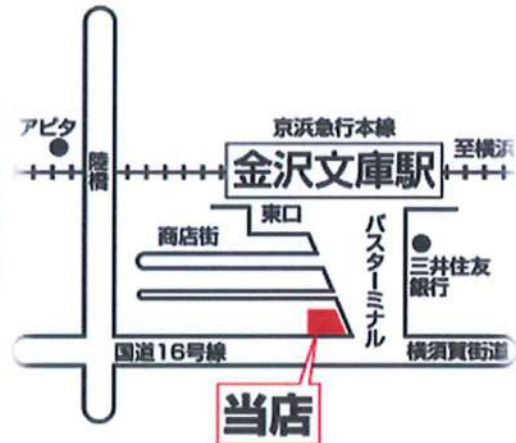 京浜急行本線
アピタ
至横浜
金沢文庫駅
陸橋
東口
商店街
バスターミナル
三井住友
銀行
国道16号線
横須賀街道
当店